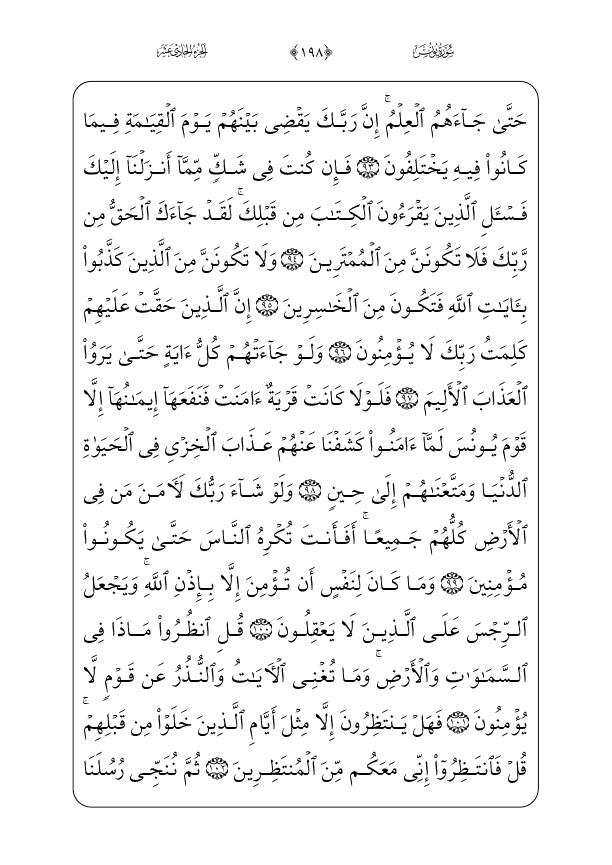 سُورَةُ يُونُسَ ﴿١٩٨﴾ الجُزْءُ الحَادِي عَشَرَ
حَتَّىٰ جَآءَهُمُ ٱلۡعِلۡمُۚ إِنَّ رَبَّكَ يَقۡضِي بَيۡنَهُمۡ يَوۡمَ ٱلۡقِيَٰمَةِ فِيمَا
كَانُواْ فِيهِ يَخۡتَلِفُونَ ٩٣ فَإِن كُنتَ فِي شَكّٖ مِّمَّآ أَنزَلۡنَآ إِلَيۡكَ
فَسۡـَٔلِ ٱلَّذِينَ يَقۡرَءُونَ ٱلۡكِتَٰبَ مِن قَبۡلِكَۚ لَقَدۡ جَآءَكَ ٱلۡحَقُّ مِن
رَّبِّكَ فَلَا تَكُونَنَّ مِنَ ٱلۡمُمۡتَرِينَ ٩٤ وَلَا تَكُونَنَّ مِنَ ٱلَّذِينَ كَذَّبُواْ
بِـَٔايَٰتِ ٱللَّهِ فَتَكُونَ مِنَ ٱلۡخَٰسِرِينَ ٩٥ إِنَّ ٱلَّذِينَ حَقَّتۡ عَلَيۡهِمۡ
كَلِمَتُ رَبِّكَ لَا يُؤۡمِنُونَ ٩٦ وَلَوۡ جَآءَتۡهُمۡ كُلُّ ءَايَةٍ حَتَّىٰ يَرَوُاْ
ٱلۡعَذَابَ ٱلۡأَلِيمَ ٩٧ فَلَوۡلَا كَانَتۡ قَرۡيَةٌ ءَامَنَتۡ فَنَفَعَهَآ إِيمَٰنُهَآ إِلَّا
قَوۡمَ يُونُسَ لَمَّآ ءَامَنُواْ كَشَفۡنَا عَنۡهُمۡ عَذَابَ ٱلۡخِزۡيِ فِي ٱلۡحَيَوٰةِ
ٱلدُّنۡيَا وَمَتَّعۡنَٰهُمۡ إِلَىٰ حِينٖ ٩٨ وَلَوۡ شَآءَ رَبُّكَ لَأٓمَنَ مَن فِي
ٱلۡأَرۡضِ كُلُّهُمۡ جَمِيعًاۚ أَفَأَنتَ تُكۡرِهُ ٱلنَّاسَ حَتَّىٰ يَكُونُواْ
مُؤۡمِنِينَ ٩٩ وَمَا كَانَ لِنَفۡسٍ أَن تُؤۡمِنَ إِلَّا بِإِذۡنِ ٱللَّهِۚ وَيَجۡعَلُ
ٱلرِّجۡسَ عَلَى ٱلَّذِينَ لَا يَعۡقِلُونَ ١٠٠ قُلِ ٱنظُرُواْ مَاذَا فِي
ٱلسَّمَٰوَٰتِ وَٱلۡأَرۡضِۚ وَمَا تُغۡنِي ٱلۡأٓيَٰتُ وَٱلنُّذُرُ عَن قَوۡمٖ لَّا
يُؤۡمِنُونَ ١٠١ فَهَلۡ يَنتَظِرُونَ إِلَّا مِثۡلَ أَيَّامِ ٱلَّذِينَ خَلَوۡاْ مِن قَبۡلِهِمۡۚ
قُلۡ فَٱنتَظِرُوٓاْ إِنِّي مَعَكُم مِّنَ ٱلۡمُنتَظِرِينَ ١٠٢ ثُمَّ نُنَجِّي رُسُلَنَا